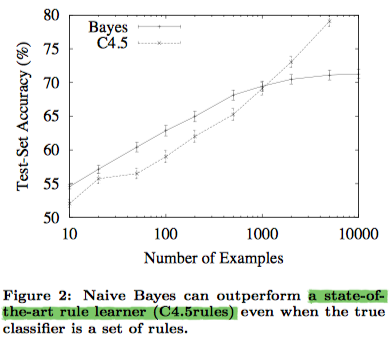 80
75
70
65
60
55
50
Test-Set Accuracy (%)
Bayes
C4.5
10
100
1000
10000
Number of Examples
Figure 2: Naive Bayes can outperform a state-of-
the-art rule learner (C4.5rules) even when the true
classifier is a set of rules.